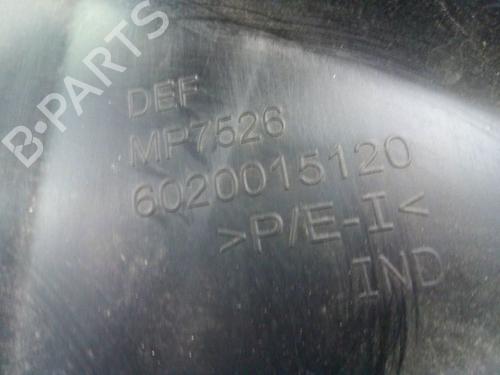 B-PARTS
DEF
MP7526
6020015120
>P/E-I<
IND